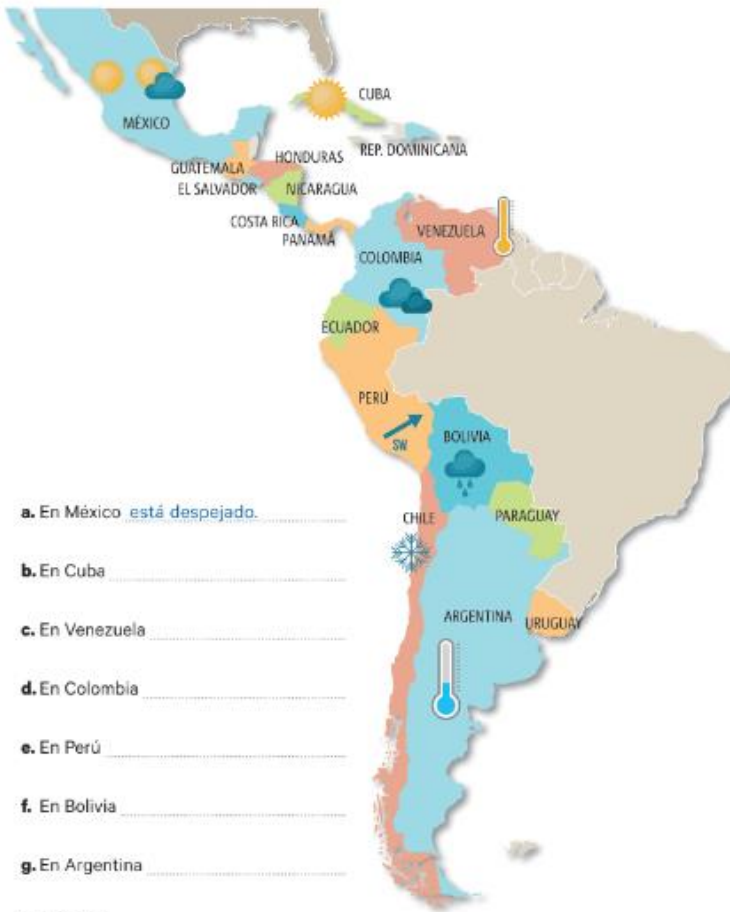 CUBA
MÉXICO
REP. DOMINICANA
HONDURAS
GUATEMALA
EL SALVADOR
NICARAGUA
COSTA RICA
PANAMÁ
VENEZUELA
COLOMBIA
ECUADOR
PERÚ
SW
BOLIVIA
CHILE
PARAGUAY
ARGENTINA
URUGUAY
a. En México está despejado.
b. En Cuba
c. En Venezuela
d. En Colombia
e. En Perú
f. En Bolivia
g. En Argentina